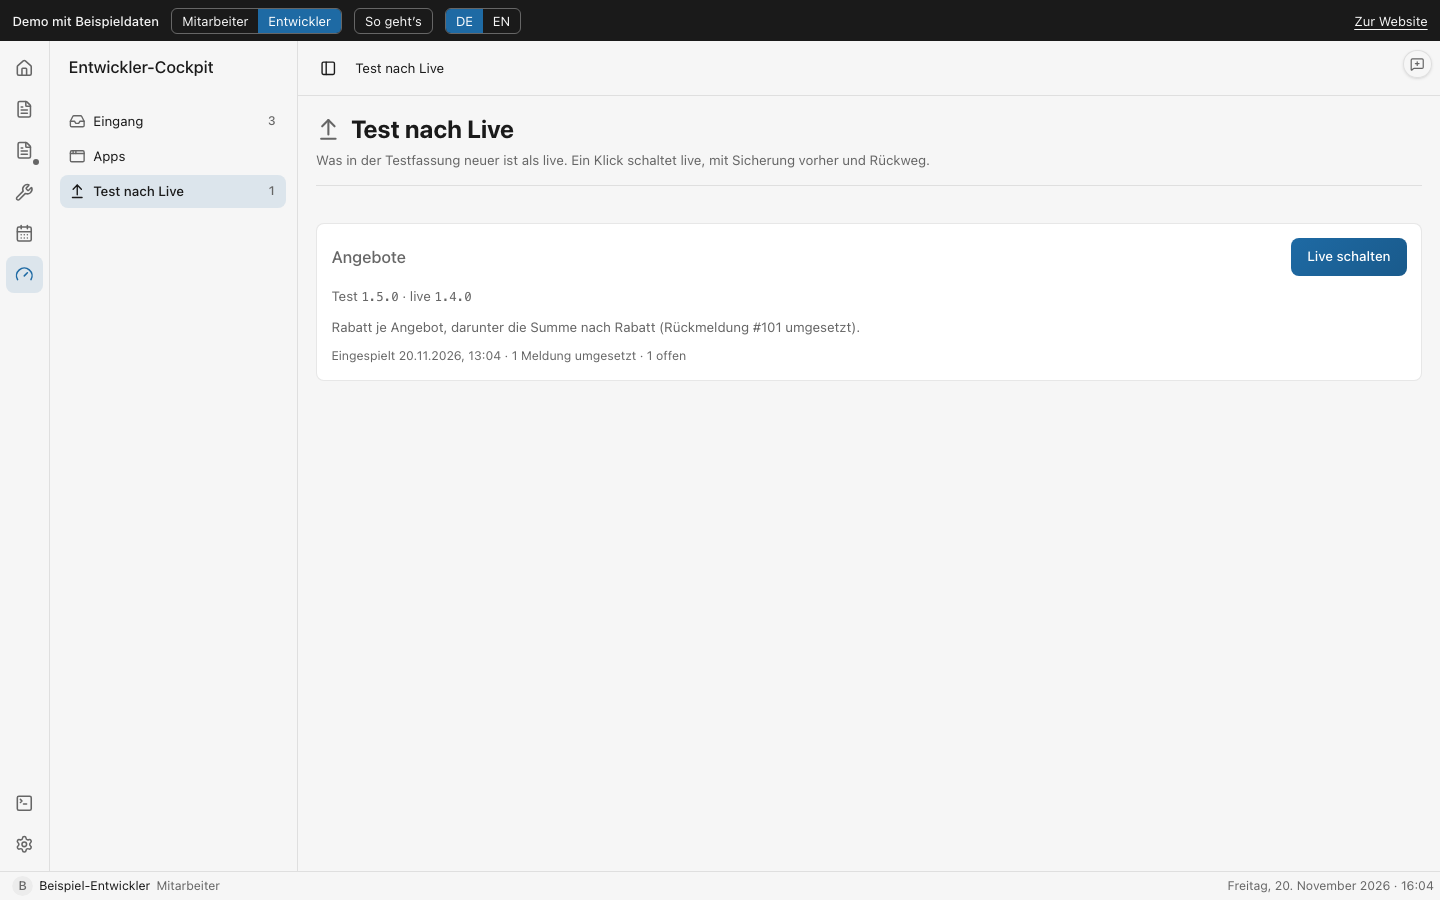 Demo mit Beispieldaten Mitarbeiter Entwickler So geht's DE EN Zur Website
Entwickler-Cockpit
Eingang 3
Apps
Test nach Live 1
Test nach Live
Test nach Live
Was in der Testfassung neuer ist als live. Ein Klick schaltet live, mit Sicherung vorher und Rückweg.
Angebote Live schalten
Test 1.5.0 · live 1.4.0
Rabatt je Angebot, darunter die Summe nach Rabatt (Rückmeldung #101 umgesetzt).
Eingespielt 20.11.2026, 13:04 · 1 Meldung umgesetzt · 1 offen
B Beispiel-Entwickler Mitarbeiter Freitag, 20. November 2026 · 16:04